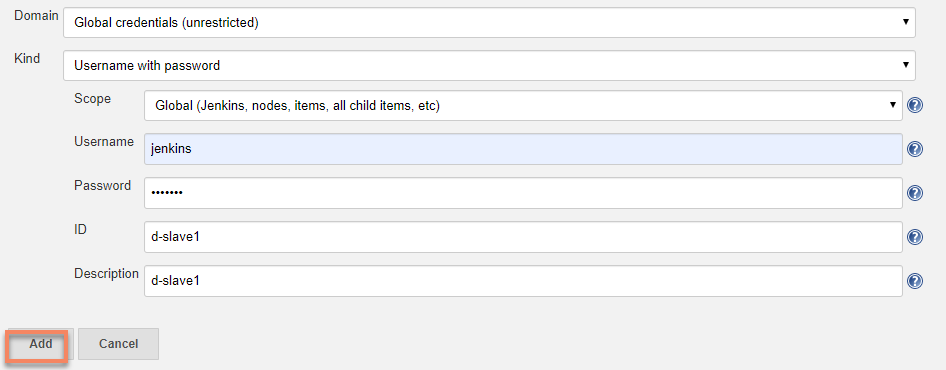 Domain Global credentials (unrestricted)
Kind Username with password
Scope Global (Jenkins, nodes, items, all child items, etc)
Username jenkins
Password •••••••
ID d-slave1
Description d-slave1
Add Cancel